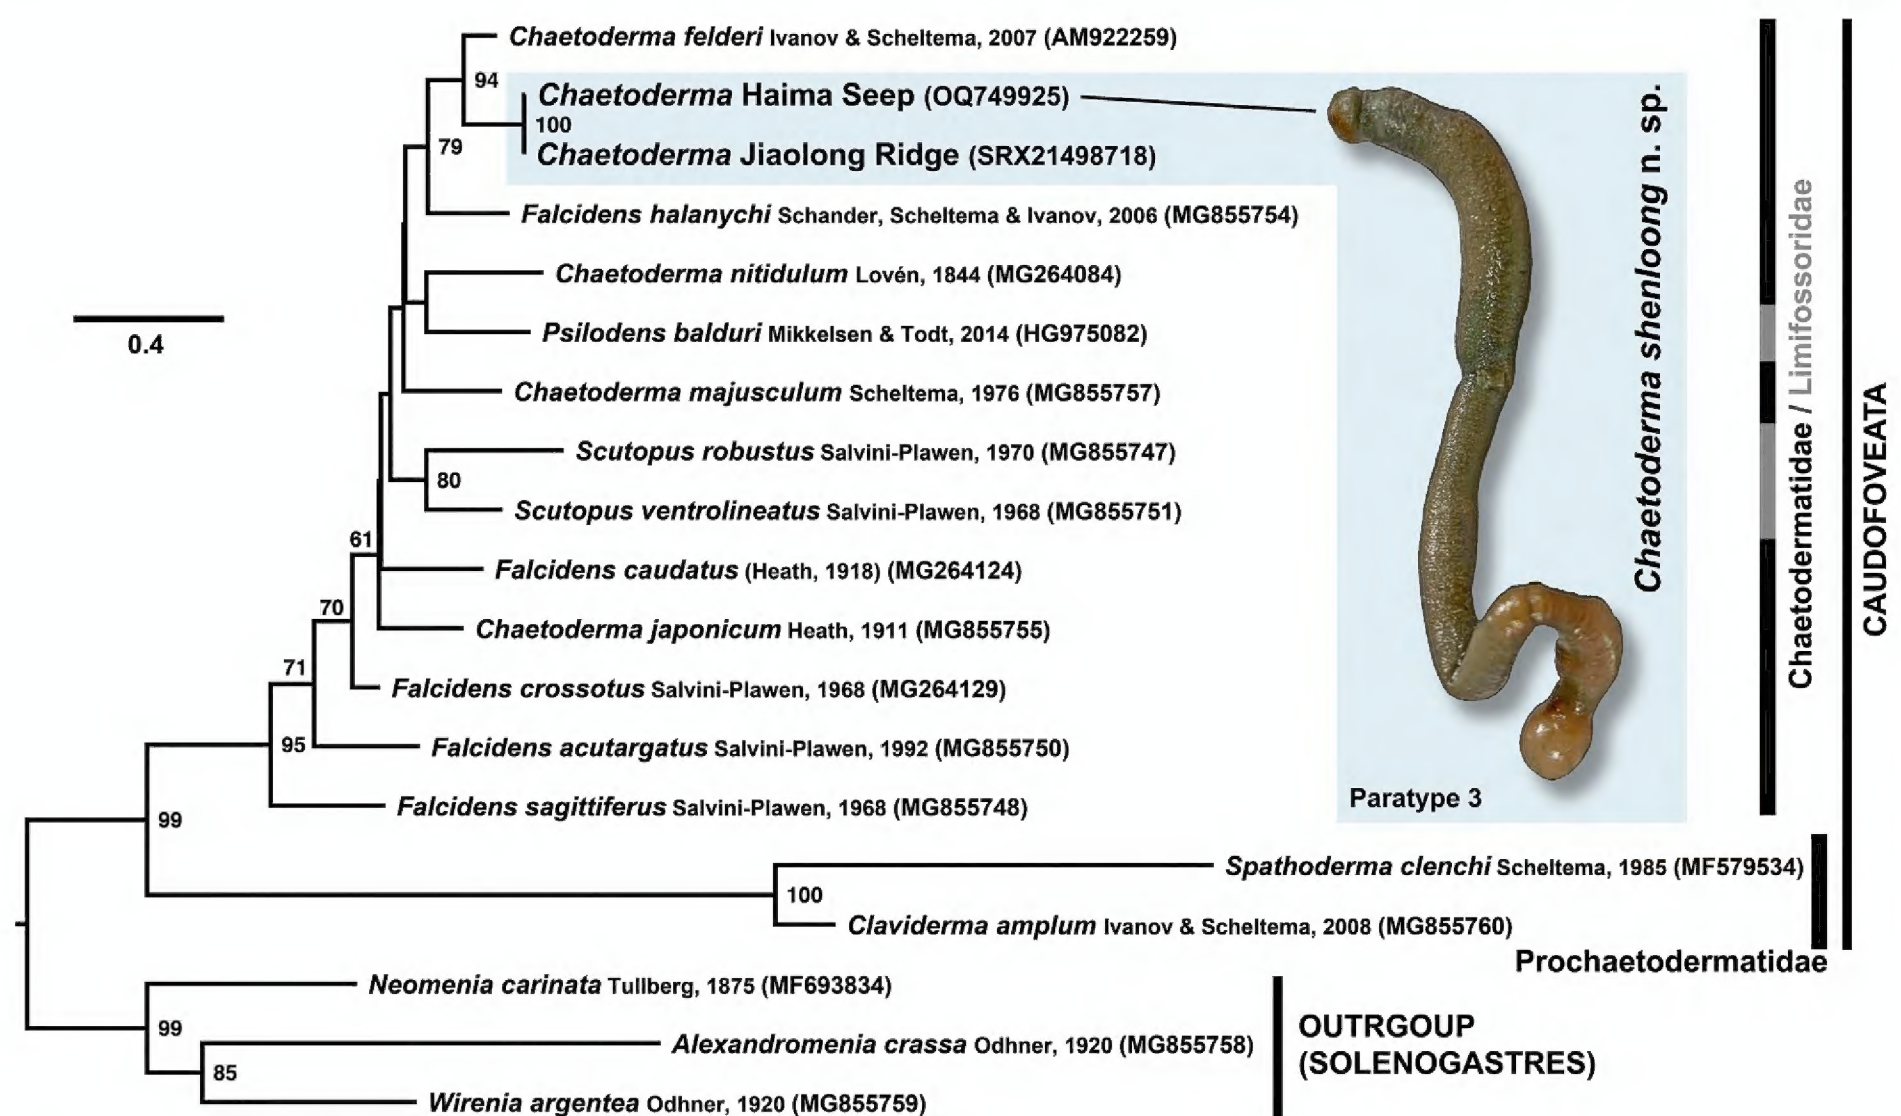 Chaetoderma felderi Ivanov & Scheltema, 2007 (AM922259)
94
Chaetoderma Haima Seep (OQ749925)
100
Chaetoderma Jiaolong Ridge (SRX21498718)
79
Falcidens halanychi Schander, Scheltema & Ivanov, 2006 (MG855754)
Chaetoderma nitidulum Lovén, 1844 (MG264084)
0.4
Psilodens balduri Mikkelsen & Todt, 2014 (HG975082)
Chaetoderma majusculum Scheltema, 1976 (MG855757)
Scutopus robustus Salvini-Plawen, 1970 (MG855747)
80
Scutopus ventrolineatus Salvini-Plawen, 1968 (MG855751)
61
Falcidens caudatus (Heath, 1918) (MG264124)
70
Chaetoderma japonicum Heath, 1911 (MG855755)
71
Falcidens crossotus Salvini-Plawen, 1968 (MG264129)
95
Falcidens acutargatus Salvini-Plawen, 1992 (MG855750)
Falcidens sagittiferus Salvini-Plawen, 1968 (MG855748)
99
Spathoderma clenchi Scheltema, 1985 (MF579534)
100
Claviderma amplum Ivanov & Scheltema, 2008 (MG855760)
Neomenia carinata Tullberg, 1875 (MF693834)
99
Alexandromenia crassa Odhner, 1920 (MG855758)
85
Wirenia argentea Odhner, 1920 (MG855759)
Paratype 3
Chaetoderma shenloong n. sp.
Chaetodermatidae / Limifossoridae
CAUDOFOVEATA
Prochaetodermatidae
OUTRGOUP
(SOLENOGASTRES)